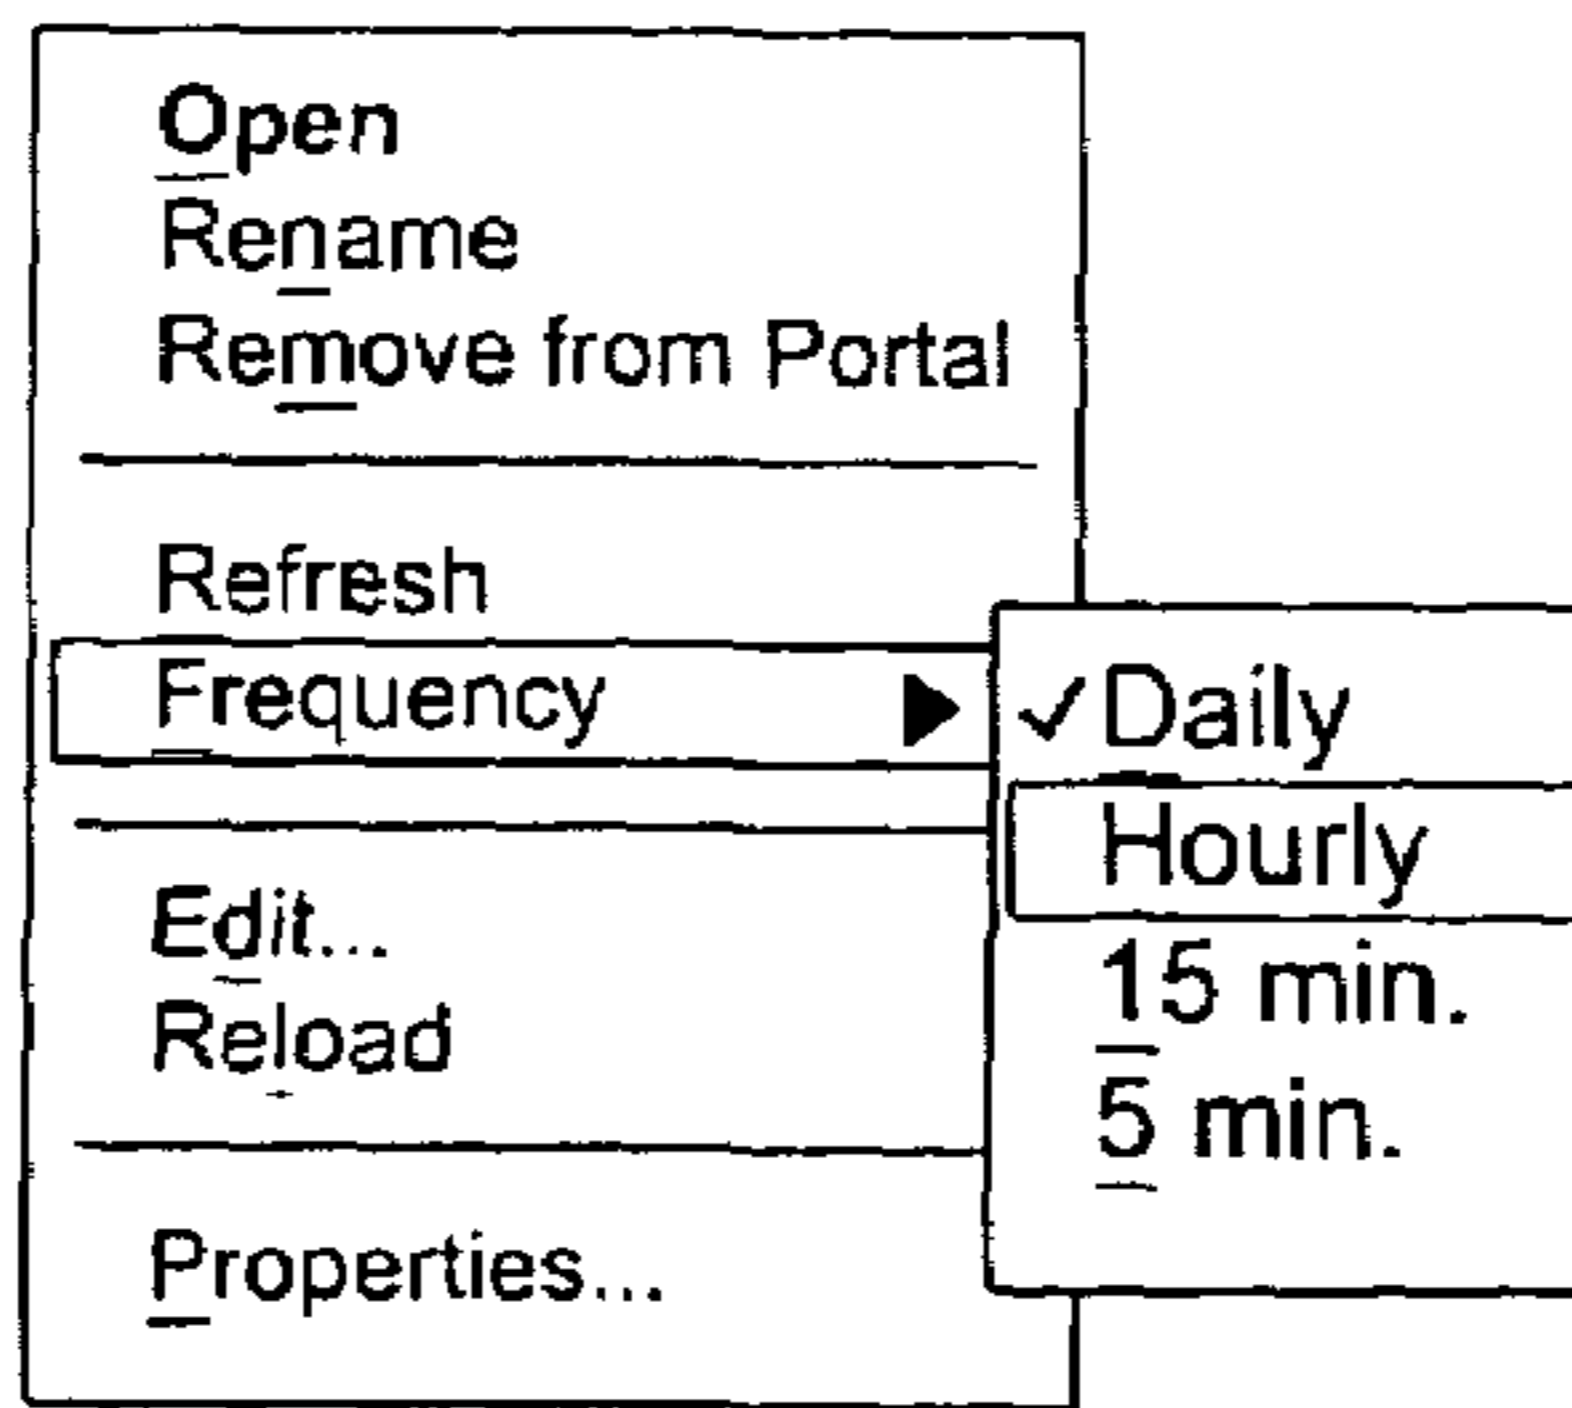 Open
Rename
Remove from Portal
Refresh
Frequency
Edit...
Reload
Properties...
Daily
Hourly
15 min.
5 min.